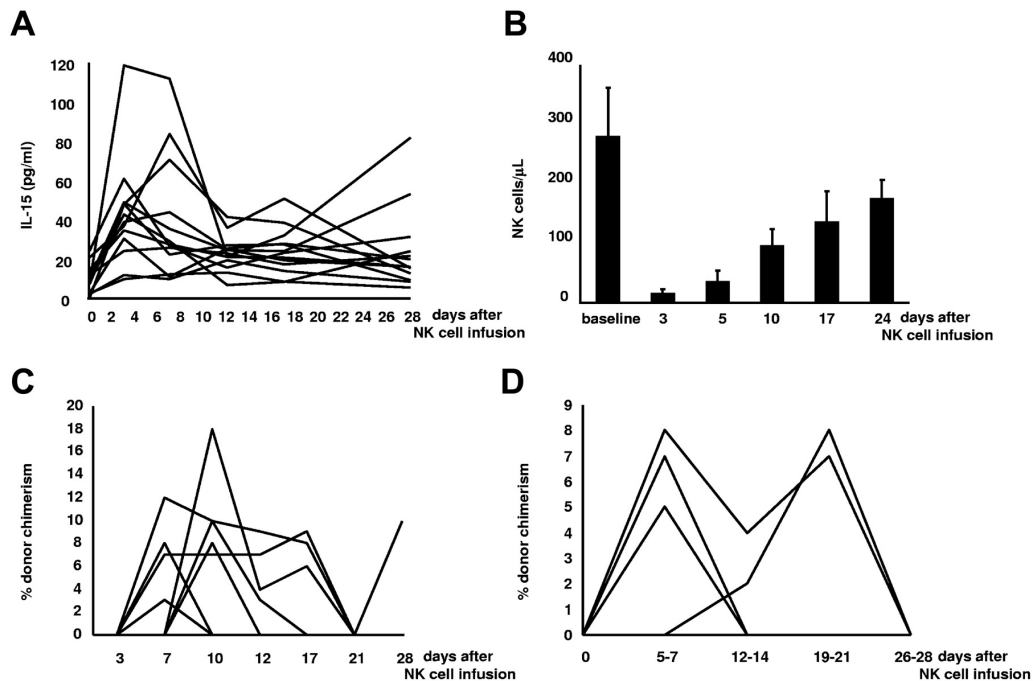 A
IL-15 (pg/ml)
120
100
80
60
40
20
0
0 2 4 6 8 10 12 14 16 18 20 22 24 26 28 days after
NK cell infusion
B
NK cells/µL
400
300
200
100
0
baseline 3 5 10 17 24 days after
NK cell infusion
C
% donor chimerism
20
18
16
14
12
10
8
6
4
2
0
3 7 10 12 17 21 28 days after
NK cell infusion
D
% donor chimerism
9
8
7
6
5
4
3
2
1
0
0 5-7 12-14 19-21 26-28 days after
NK cell infusion